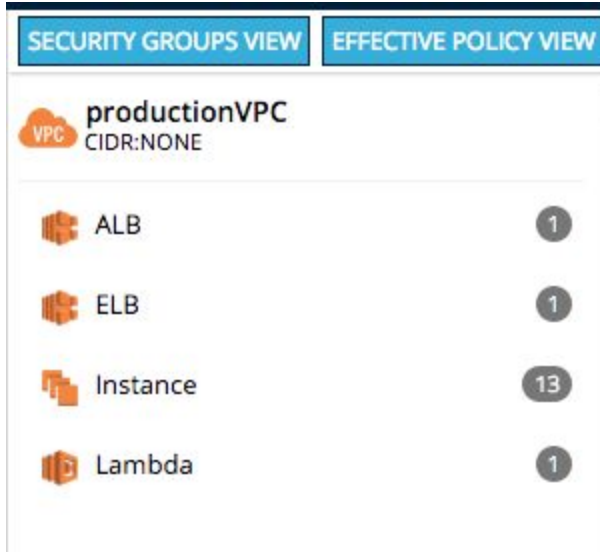 SECURITY GROUPS VIEW EFFECTIVE POLICY VIEW
productionVPC
VPC
CIDR:NONE
ALB 1
ELB 1
Instance 13
Lambda 1